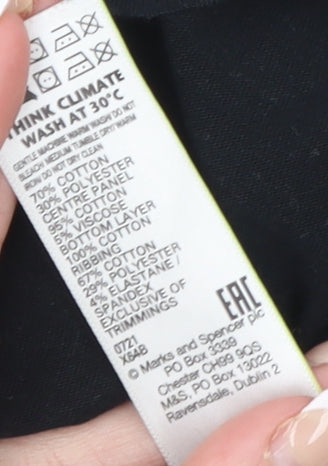 THINK CLIMATE
WASH AT 30°C
GENTLE MACHINE WARM WASH/DO NOT
BLEACH/MEDIUM TUMBLE DRY/WARM
IRON/DO NOT DRY CLEAN
70% COTTON
30% POLYESTER
CENTRE PANEL
95% COTTON
5% VISCOSE
BOTTOM LAYER
100% COTTON
RIBBING
67% COTTON
29% POLYESTER
4% ELASTANE /
SPANDEX
EXCLUSIVE OF
TRIMMINGS
0721
X6AB
EAC
© Marks and Spencer plc
PO Box 3339
Chester CH99 9QS
M&S, PO Box 13022
Ravensdale, Dublin 2